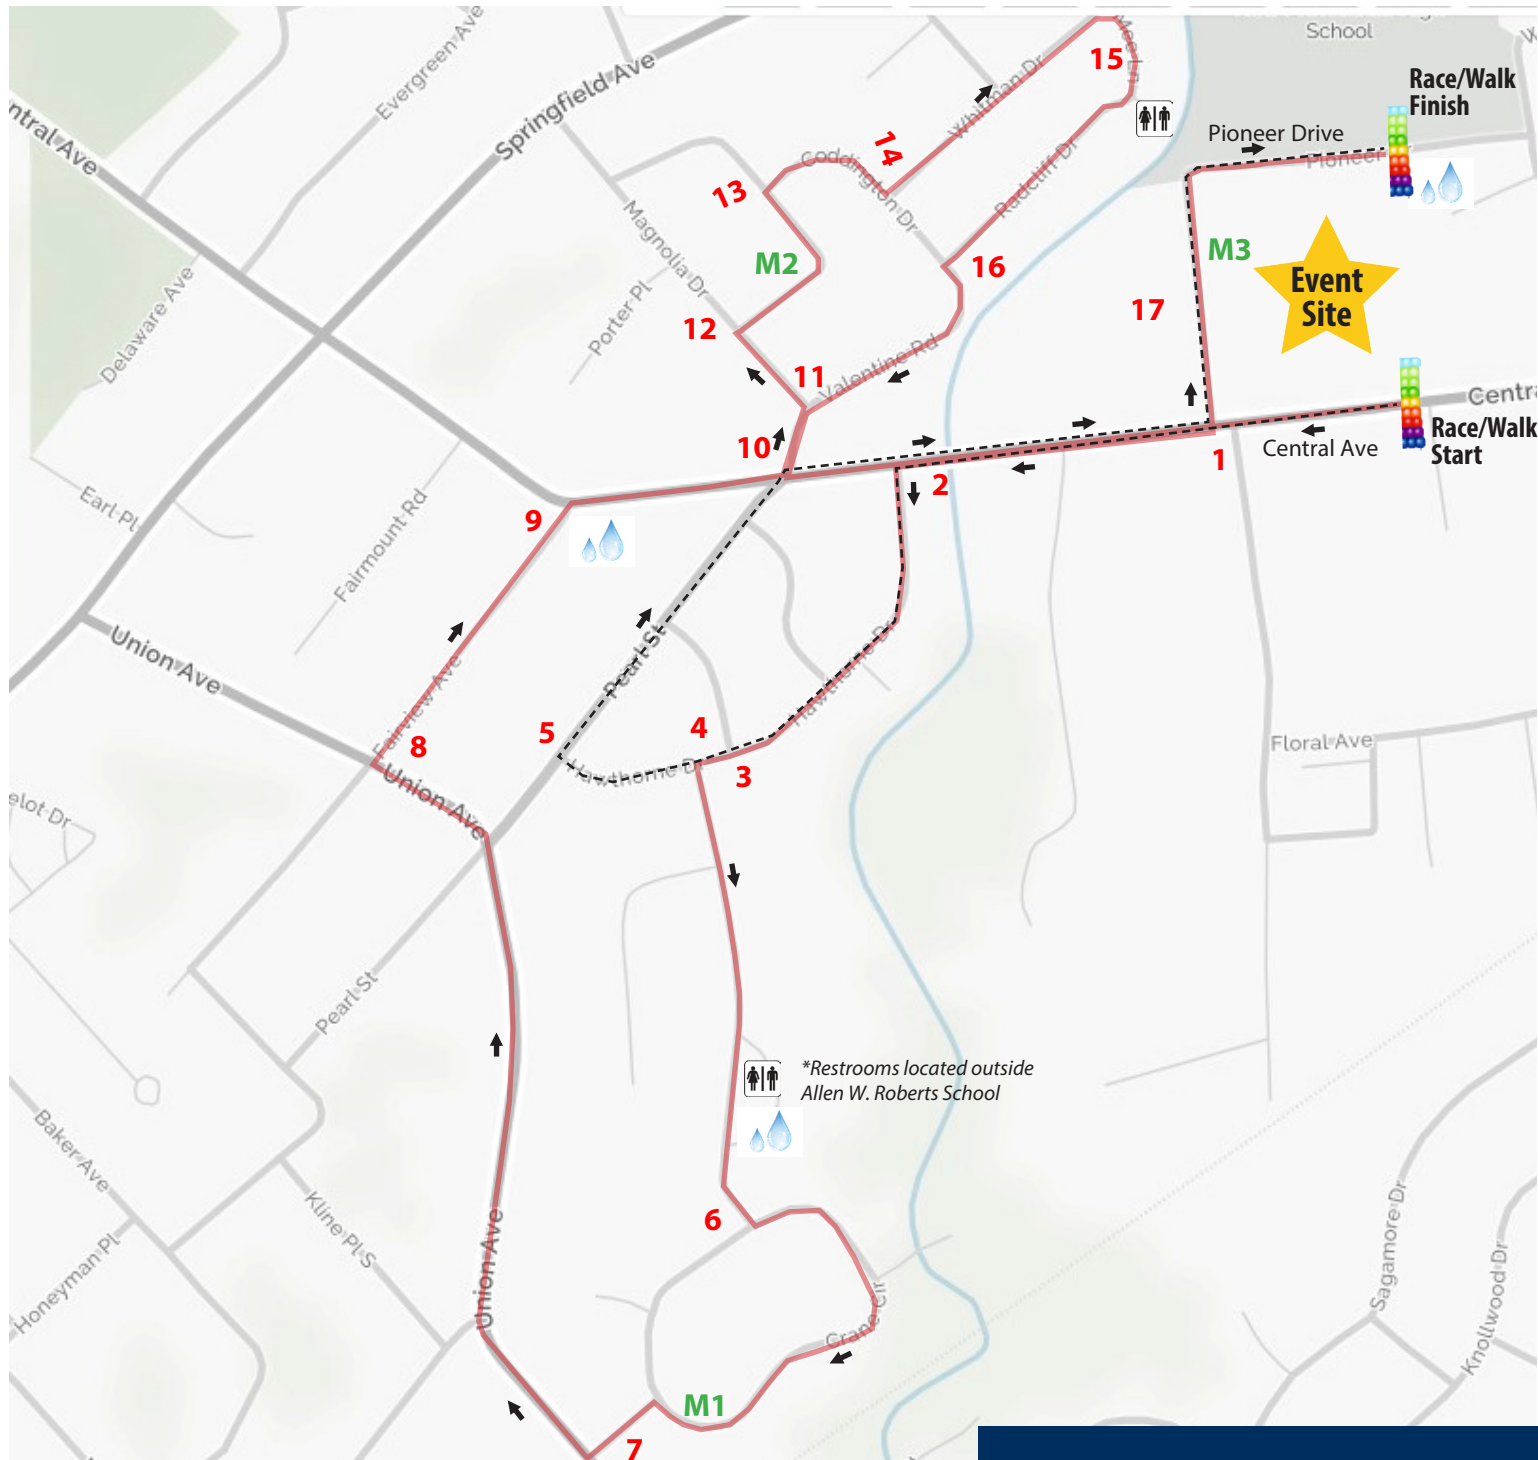 School
Race/Walk
Finish
Pioneer Drive
Evergreen Ave
Springfield Ave
Whitman Dr
15
14
Coddington Dr
Radcliff Dr
13
Magnolia Dr
M2
16
M3
Event
Site
17
Delaware Ave
Porter Pl
12
11
Valentine Rd
10
Central Ave
Race/Walk
Start
1
2
9
Earl Pl
Fairmount Rd
Union Ave
Pearl St
Hawthorne Dr
Fairview Ave
8
5
4
3
Hawthorne Dr
Union Ave
Floral Ave
Pearl St
*Restrooms located outside
Allen W. Roberts School
Baker Ave
Kline Pl S
Honeyman Pl
Union Ave
6
Crane Cir
M1
7
Sagamore Dr
Knollwood Dr